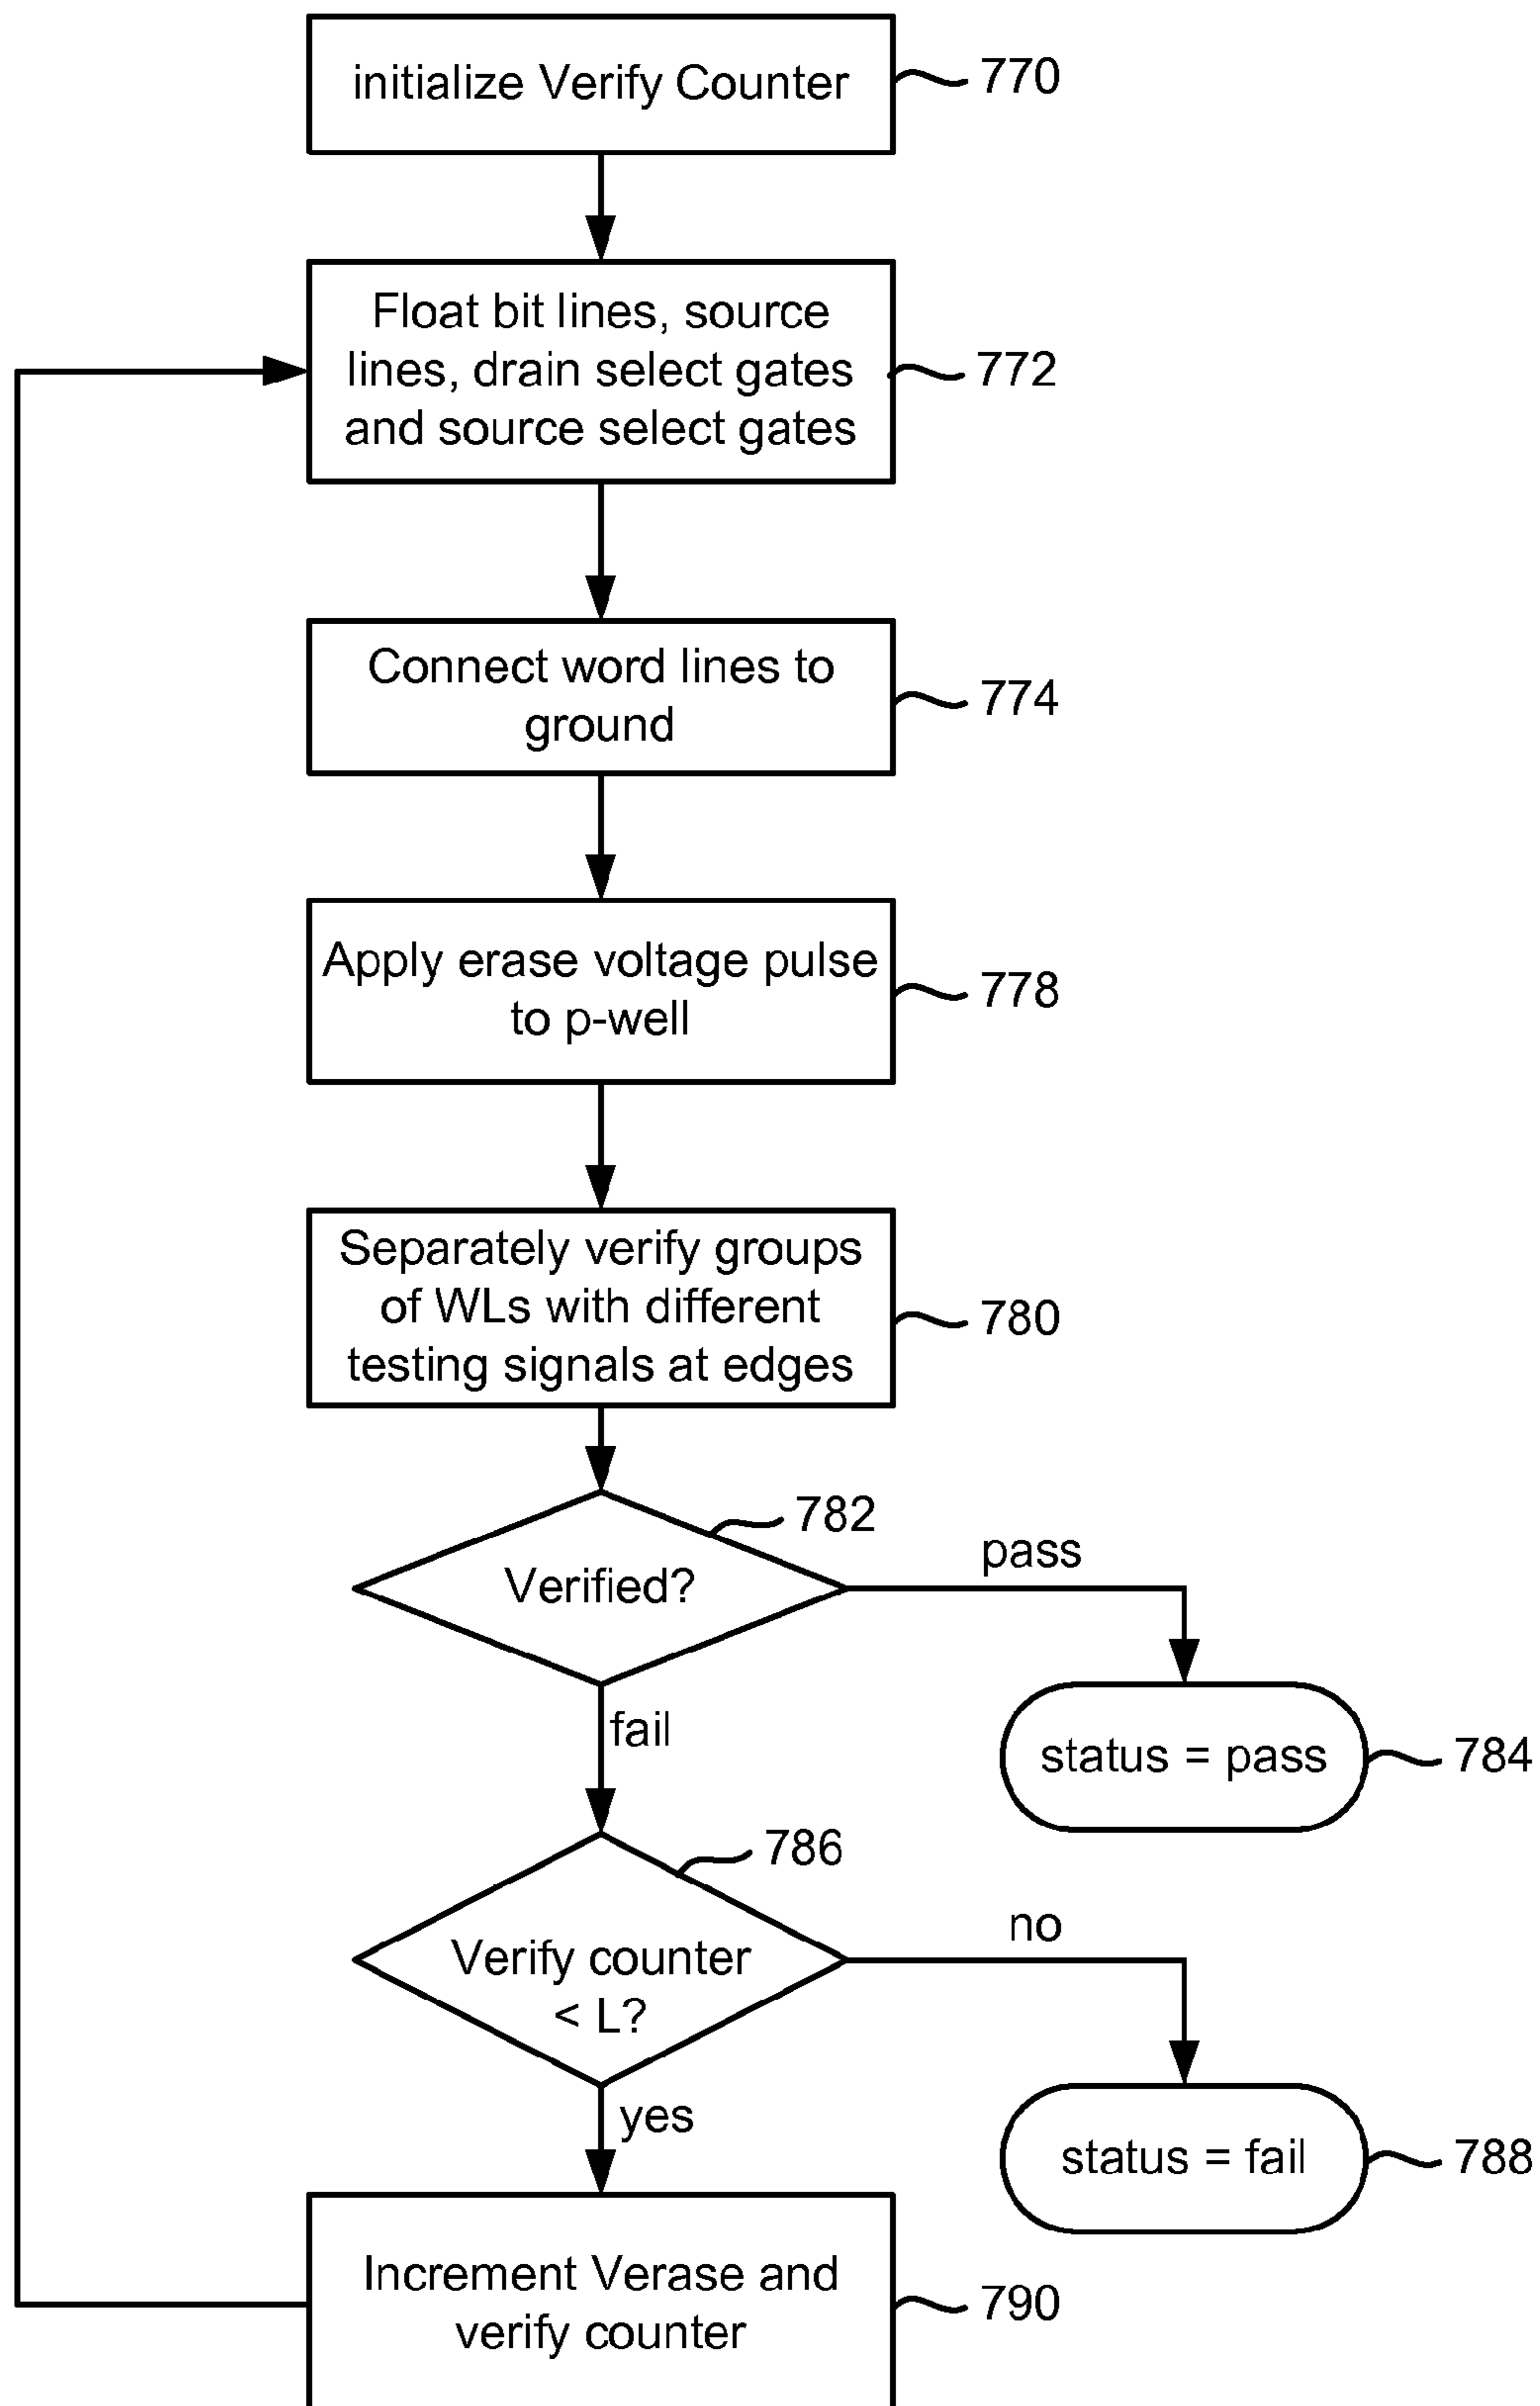 initialize Verify Counter
770
Float bit lines, source
lines, drain select gates
and source select gates
772
Connect word lines to
ground
774
Apply erase voltage pulse
to p-well
778
Separately verify groups
of WLs with different
testing signals at edges
780
782
Verified?
pass
fail
status = pass
784
786
Verify counter
< L?
no
yes
status = fail
788
Increment Verase and
verify counter
790